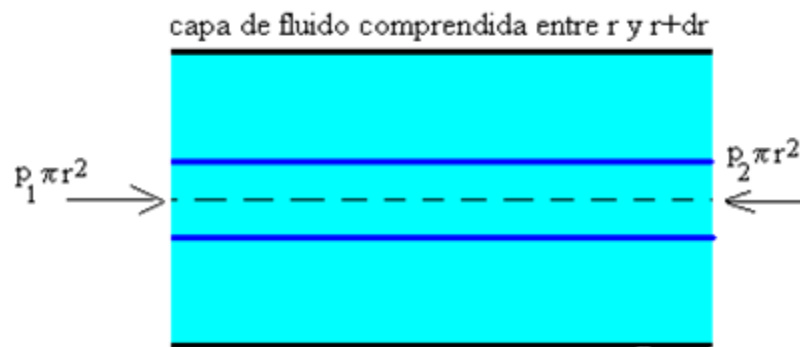 capa de fluido comprendida entre r y r+dr
p₁πr²
p₂πr²